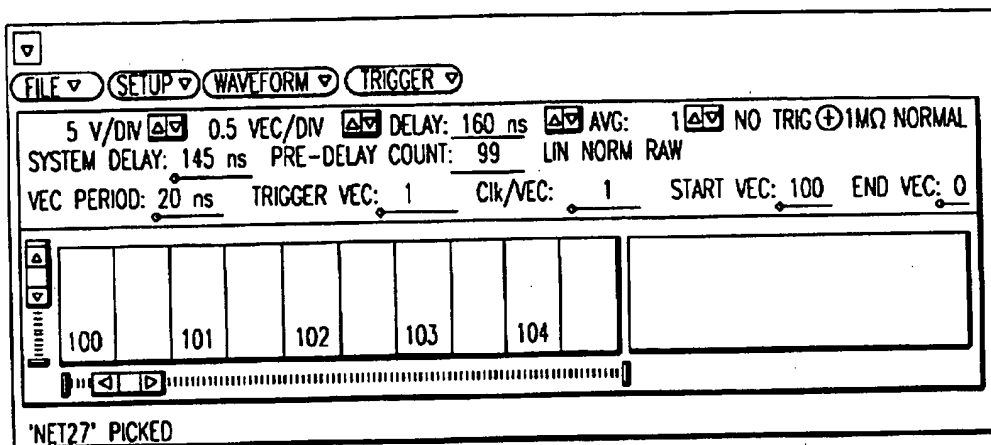 FILE SETUP WAVEFORM TRIGGER
5 V/DIV 0.5 VEC/DIV DELAY: 160 ns AVG: 1 NO TRIG 1MΩ NORMAL
SYSTEM DELAY: 145 ns PRE-DELAY COUNT: 99 LIN NORM RAW
VEC PERIOD: 20 ns TRIGGER VEC: 1 Clk/VEC: 1 START VEC: 100 END VEC: 0
100 101 102 103 104
'NET27' PICKED